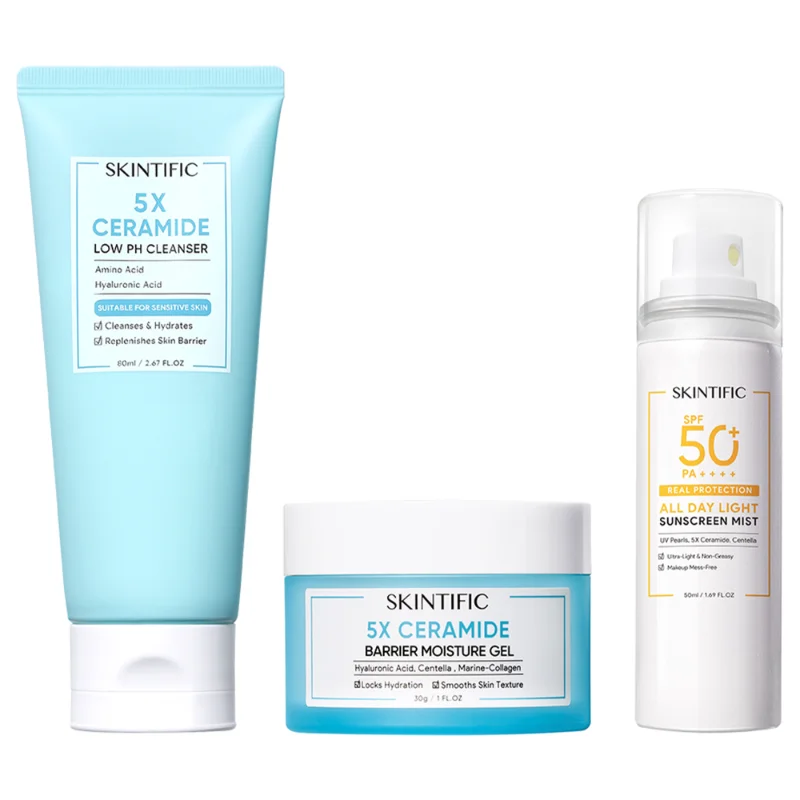 SKINTIFIC
5X
CERAMIDE
LOW PH CLEANSER
Amino Acid
Hyaluronic Acid
SUITABLE FOR SENSITIVE SKIN
Cleanses & Hydrates
Replenishes Skin Barrier
80ml / 2.67 FL.OZ
SKINTIFIC
5X CERAMIDE
BARRIER MOISTURE GEL
Hyaluronic Acid, Centella , Marine-Collagen
Locks Hydration Smooths Skin Texture
30g / 1 FL.OZ
SKINTIFIC
SPF
50+
PA++++
REAL PROTECTION
ALL DAY LIGHT
SUNSCREEN MIST
UV Pearls, 5X Ceramide, Centella
Ultra-Light & Non-Greasy
Makeup Mess-Free
50ml / 1.69 FL.OZ